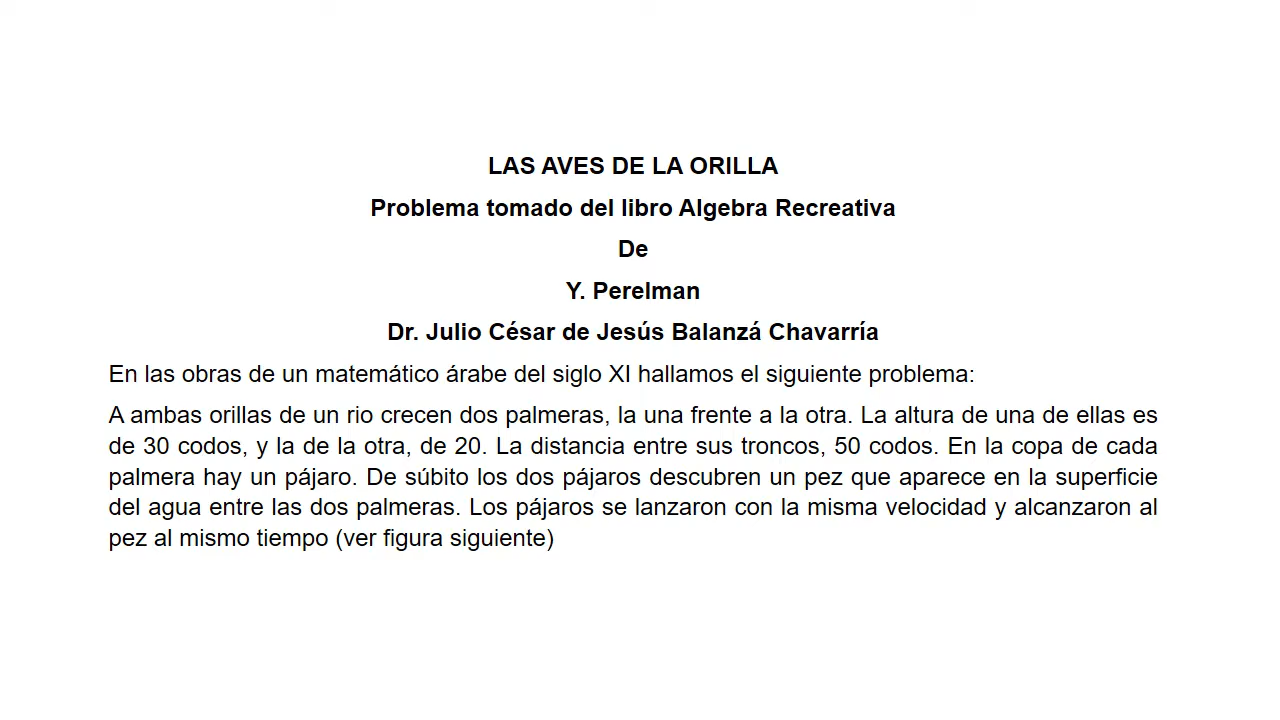 LAS AVES DE LA ORILLA
Problema tomado del libro Algebra Recreativa
De
Y. Perelman
Dr. Julio César de Jesús Balanzá Chavarría
En las obras de un matemático árabe del siglo XI hallamos el siguiente problema:
A ambas orillas de un rio crecen dos palmeras, la una frente a la otra. La altura de una de ellas es
de 30 codos, y la de la otra, de 20. La distancia entre sus troncos, 50 codos. En la copa de cada
palmera hay un pájaro. De súbito los dos pájaros descubren un pez que aparece en la superficie
del agua entre las dos palmeras. Los pájaros se lanzaron con la misma velocidad y alcanzaron al
pez al mismo tiempo (ver figura siguiente)